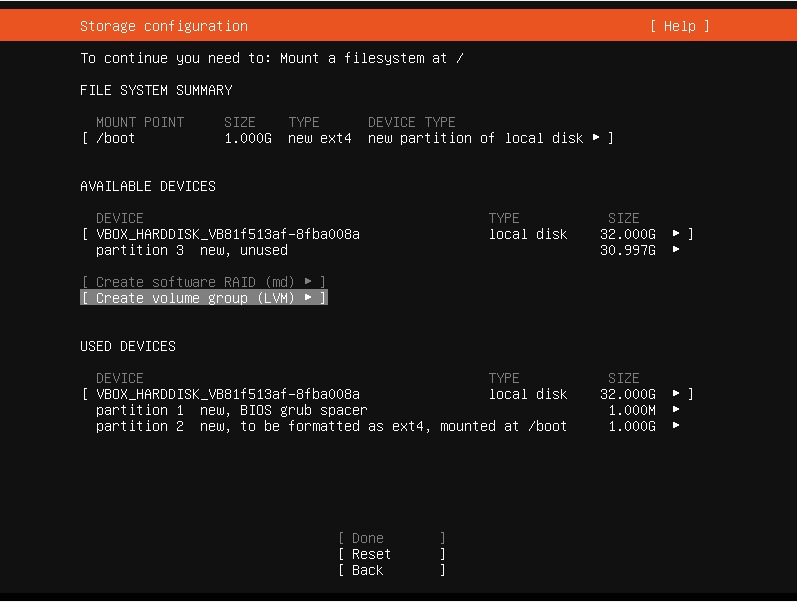 Storage configuration [ Help ]
To continue you need to: Mount a filesystem at /
FILE SYSTEM SUMMARY
MOUNT POINT SIZE TYPE DEVICE TYPE
[ /boot 1.000G new ext4 new partition of local disk ▸ ]
AVAILABLE DEVICES
DEVICE TYPE SIZE
[ VBOX_HARDDISK_VB81f513af-8fba008a local disk 32.000G ▸ ]
partition 3 new, unused 30.997G ▸
[ Create software RAID (md) ▸ ]
[ Create volume group (LVM) ▸ ]
USED DEVICES
DEVICE TYPE SIZE
[ VBOX_HARDDISK_VB81f513af-8fba008a local disk 32.000G ▸ ]
partition 1 new, BIOS grub spacer 1.000M ▸
partition 2 new, to be formatted as ext4, mounted at /boot 1.000G ▸
[ Done ]
[ Reset ]
[ Back ]